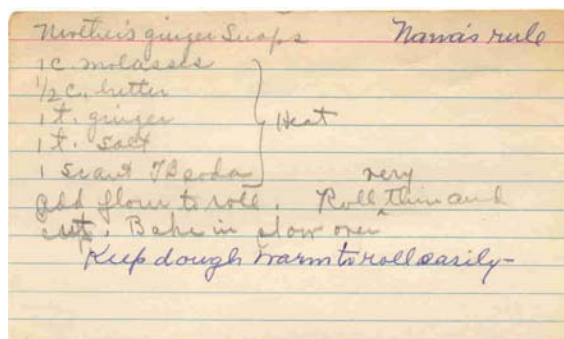 Mother's ginger Snaps Nana's rule
1 c. molasses
1/2 c. butter
1 t. ginger
1 t. salt
1 scant TB soda
Heat
add flour to roll. Roll very thin and
cut. Bake in slow oven
Keep dough warm to roll easily -